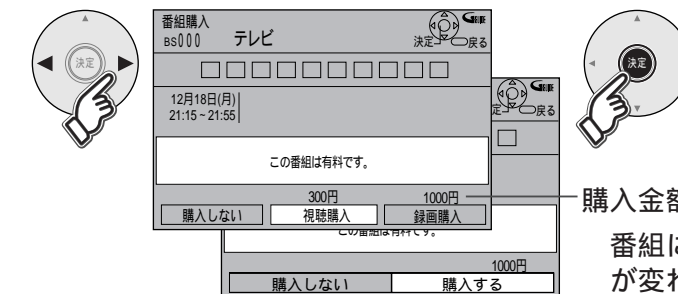 決定
番組購入
BS000 テレビ
GUIDE
決定 戻る
□□□□□□□□□
12月18日(月)
21:15~21:55
この番組は有料です。
300円 1000円
購入しない 視聴購入 録画購入
GUIDE
定 戻る
この番組は有料です。
1000円
購入しない 購入する
決定
購入金
番組
が変